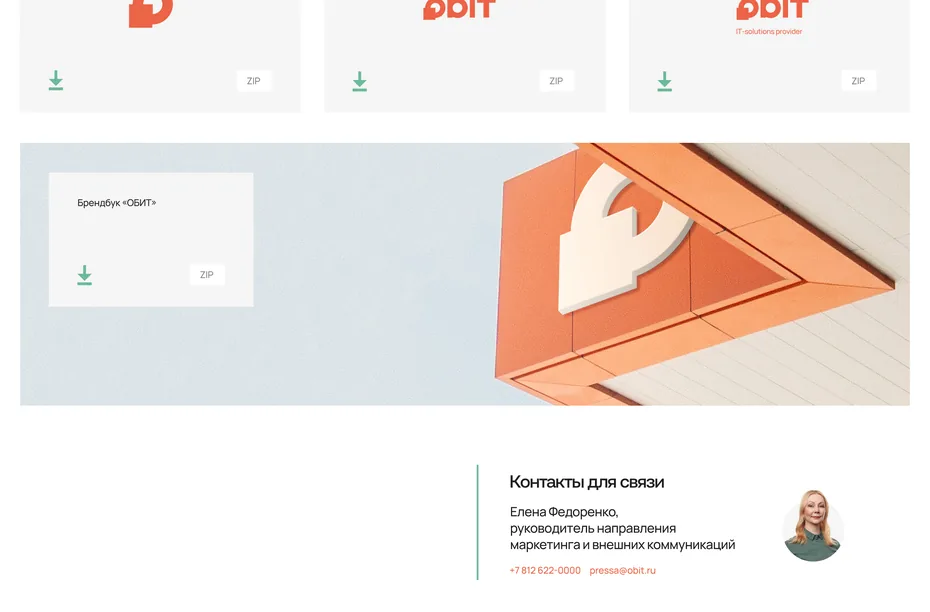 obit
obit
IT-solutions provider
ZIP
ZIP
ZIP
Брендбук «ОБИТ»
ZIP
Контакты для связи
Елена Федоренко,
руководитель направления
маркетинга и внешних коммуникаций
+7 812 622-0000 pressa@obit.ru